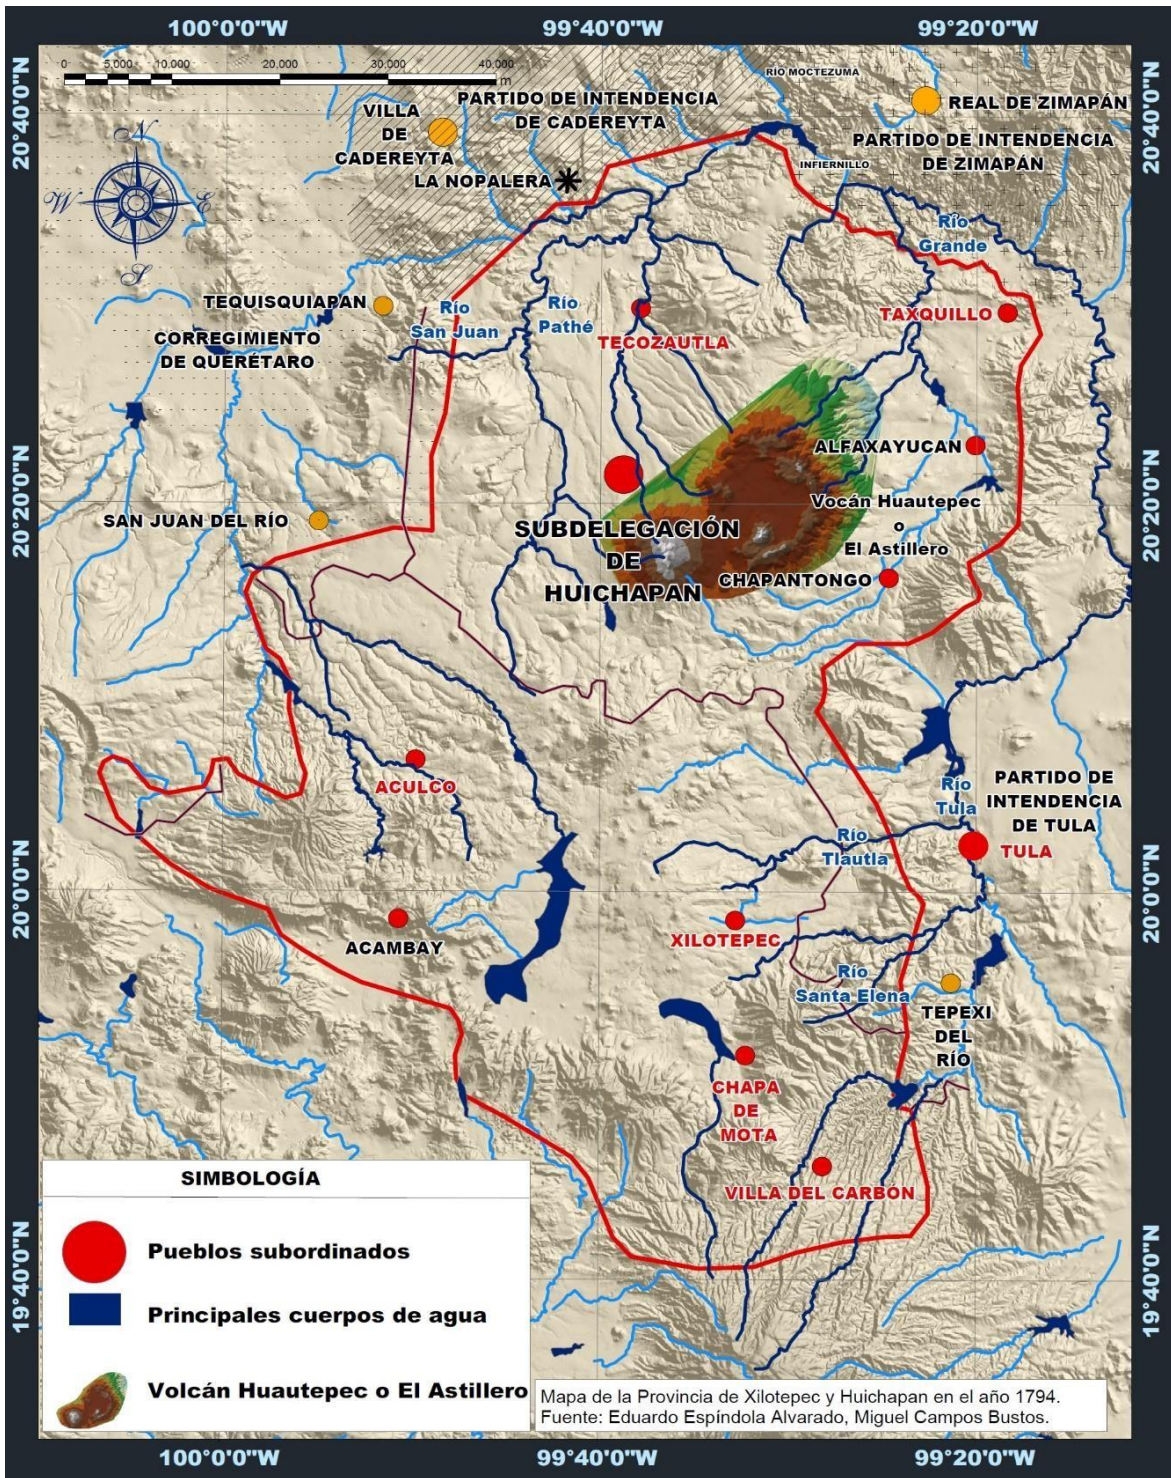 100°0'0"W
99°40'0"W
99°20'0"W
20°40'0"N
20°20'0"N
20°0'0"N
19°40'0"N
20°40'0"N
20°20'0"N
20°0'0"N
19°40'0"N
0 5,000 10,000 20,000 30,000 40,000
m
N
W
E
S
VILLA
DE
CADEREYTA
PARTIDO DE INTENDENCIA
DE CADEREYTA
LA NOPALERA
RÍO MOCTEZUMA
REAL DE ZIMAPÁN
PARTIDO DE INTENDENCIA
DE ZIMAPÁN
INFIERNILLO
Río
Grande
TEQUISQUIAPAN
CORREGIMIENTO
DE QUERÉTARO
Río
San Juan
Río
Pathé
TECOZAUTLA
TAXQUILLO
ALFAXAYUCAN
SAN JUAN DEL RÍO
SUBDELEGACIÓN
DE
HUICHAPAN
Vocán Huautepec
o
El Astillero
CHAPANTONGO
ACULCO
PARTIDO DE
INTENDENCIA
DE TULA
Río
Tula
TULA
Río
Tlautla
ACAMBAY
XILOTEPEC
Río
Santa Elena
TEPEXI
DEL
RÍO
CHAPA
DE
MOTA
VILLA DEL CARBÓN
SIMBOLOGÍA
Pueblos subordinados
Principales cuerpos de agua
Volcán Huautepec o El Astillero
Mapa de la Provincia de Xilotepec y Huichapan en el año 1794.
Fuente: Eduardo Espíndola Alvarado, Miguel Campos Bustos.
100°0'0"W
99°40'0"W
99°20'0"W